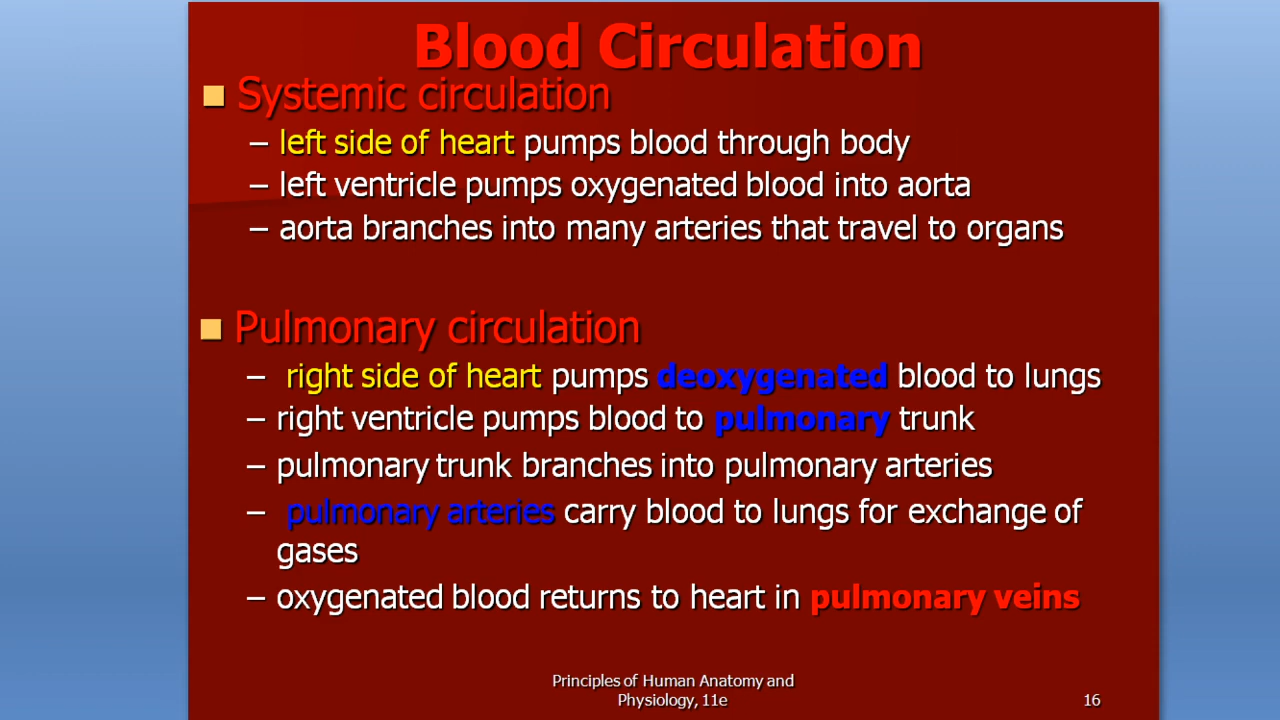 Blood Circulation
Systemic circulation
– left side of heart pumps blood through body
– left ventricle pumps oxygenated blood into aorta
– aorta branches into many arteries that travel to organs
Pulmonary circulation
– right side of heart pumps deoxygenated blood to lungs
– right ventricle pumps blood to pulmonary trunk
– pulmonary trunk branches into pulmonary arteries
– pulmonary arteries carry blood to lungs for exchange of
gases
– oxygenated blood returns to heart in pulmonary veins
Principles of Human Anatomy and
Physiology, 11e
16